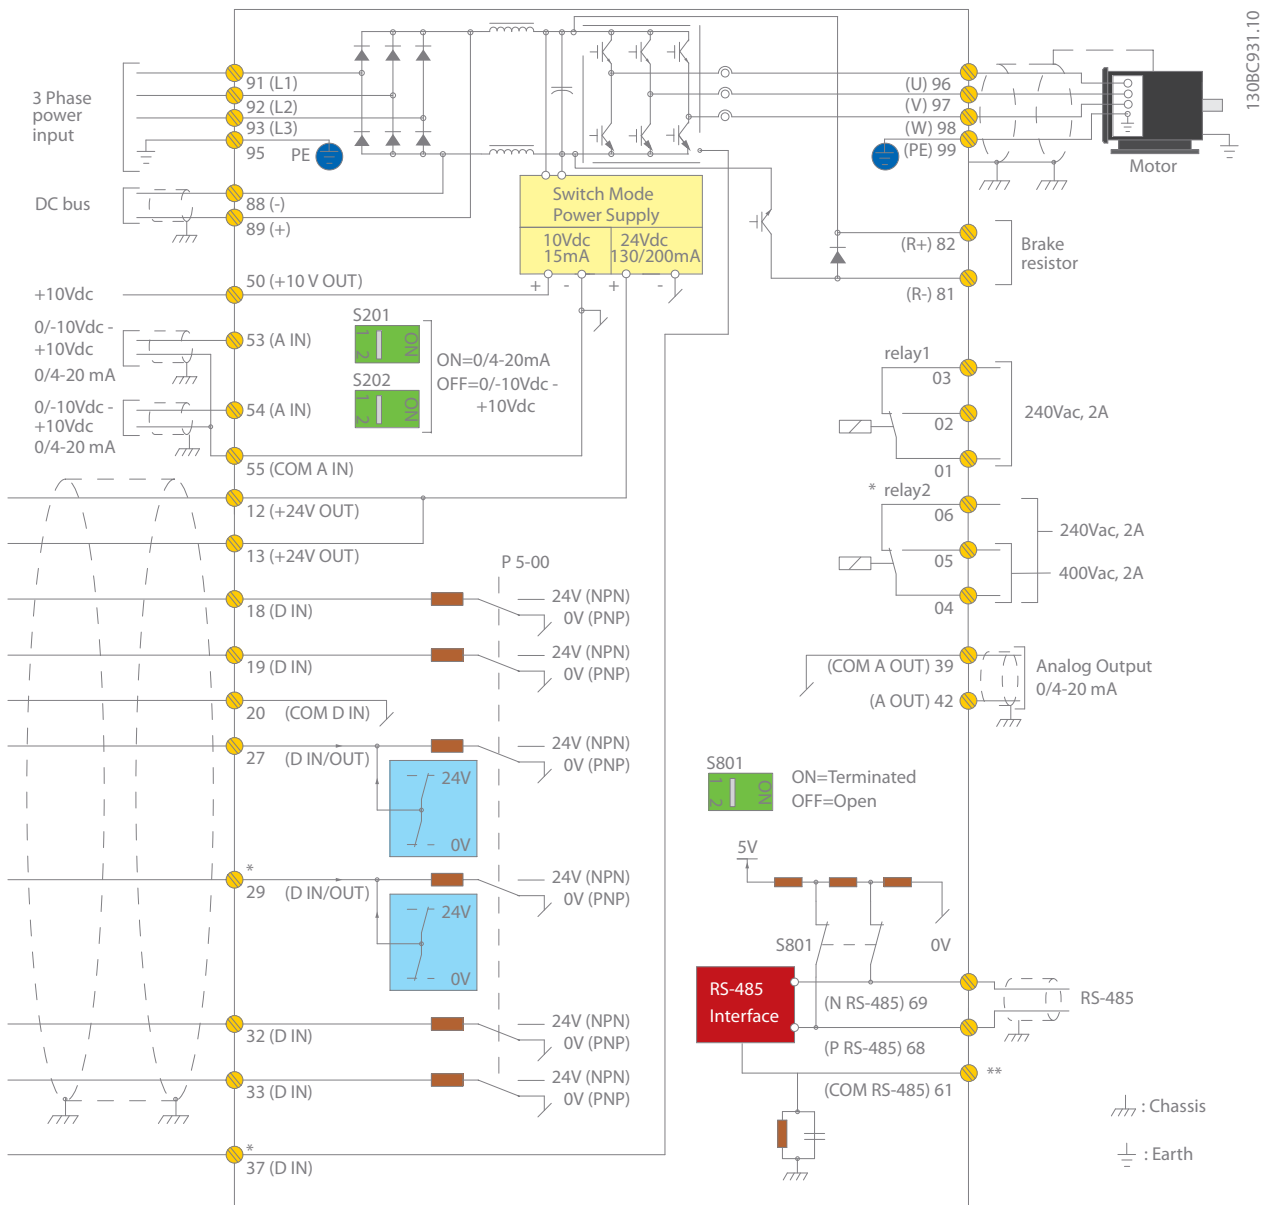 130BC931.10
3 Phase
power
input
91 (L1)
92 (L2)
93 (L3)
95
PE
DC bus
88 (-)
89 (+)
Switch Mode
Power Supply
10Vdc
15mA
24Vdc
130/200mA
+ - + -
(U) 96
(V) 97
(W) 98
(PE) 99
Motor
(R+) 82
(R-) 81
Brake
resistor
+10Vdc
50 (+10 V OUT)
0/-10Vdc -
+10Vdc
0/4-20 mA
53 (A IN)
0/-10Vdc -
+10Vdc
0/4-20 mA
54 (A IN)
55 (COM A IN)
S201
1 2
ON
S202
1 2
ON
ON=0/4-20mA
OFF=0/-10Vdc -
+10Vdc
relay1
03
02
01
240Vac, 2A
* relay2
06
05
04
240Vac, 2A
400Vac, 2A
12 (+24V OUT)
13 (+24V OUT)
P 5-00
18 (D IN)
24V (NPN)
0V (PNP)
19 (D IN)
24V (NPN)
0V (PNP)
20 (COM D IN)
27 (D IN/OUT)
24V (NPN)
0V (PNP)
24V
0V
*
29 (D IN/OUT)
24V (NPN)
0V (PNP)
24V
0V
32 (D IN)
24V (NPN)
0V (PNP)
33 (D IN)
24V (NPN)
0V (PNP)
*
37 (D IN)
(COM A OUT) 39
(A OUT) 42
Analog Output
0/4-20 mA
S801
1 2
ON
ON=Terminated
OFF=Open
5V
S801
0V
RS-485
Interface
(N RS-485) 69
(P RS-485) 68
(COM RS-485) 61
RS-485
**
: Chassis
: Earth